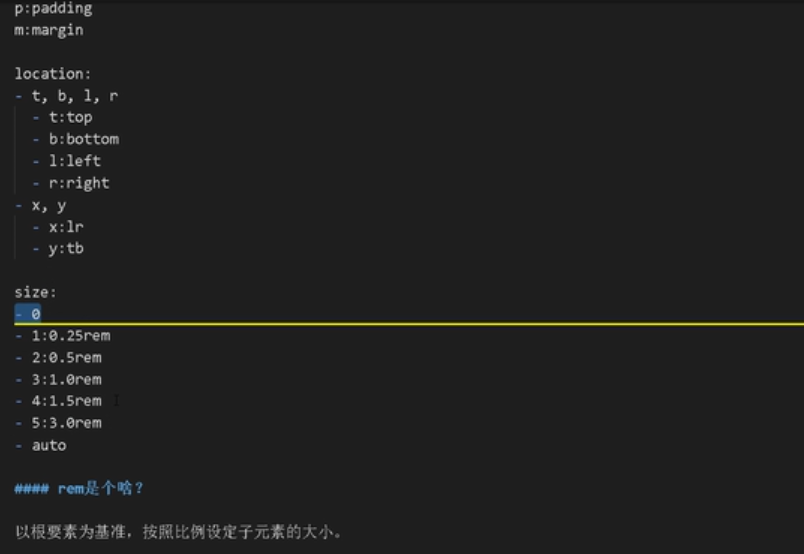 p:padding
m:margin
location:
- t, b, l, r
- t:top
- b:bottom
- l:left
- r:right
- x, y
- x:lr
- y:tb
size:
- 0
- 1:0.25rem
- 2:0.5rem
- 3:1.0rem
- 4:1.5rem
- 5:3.0rem
- auto
#### rem是个啥？
以根要素为基准，按照比例设定子元素的大小。